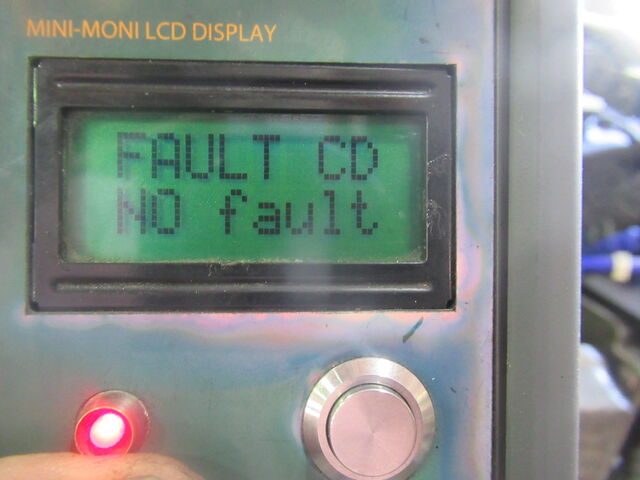 MINI-MONI LCD DISPLAY
FAULT CD
NO fault